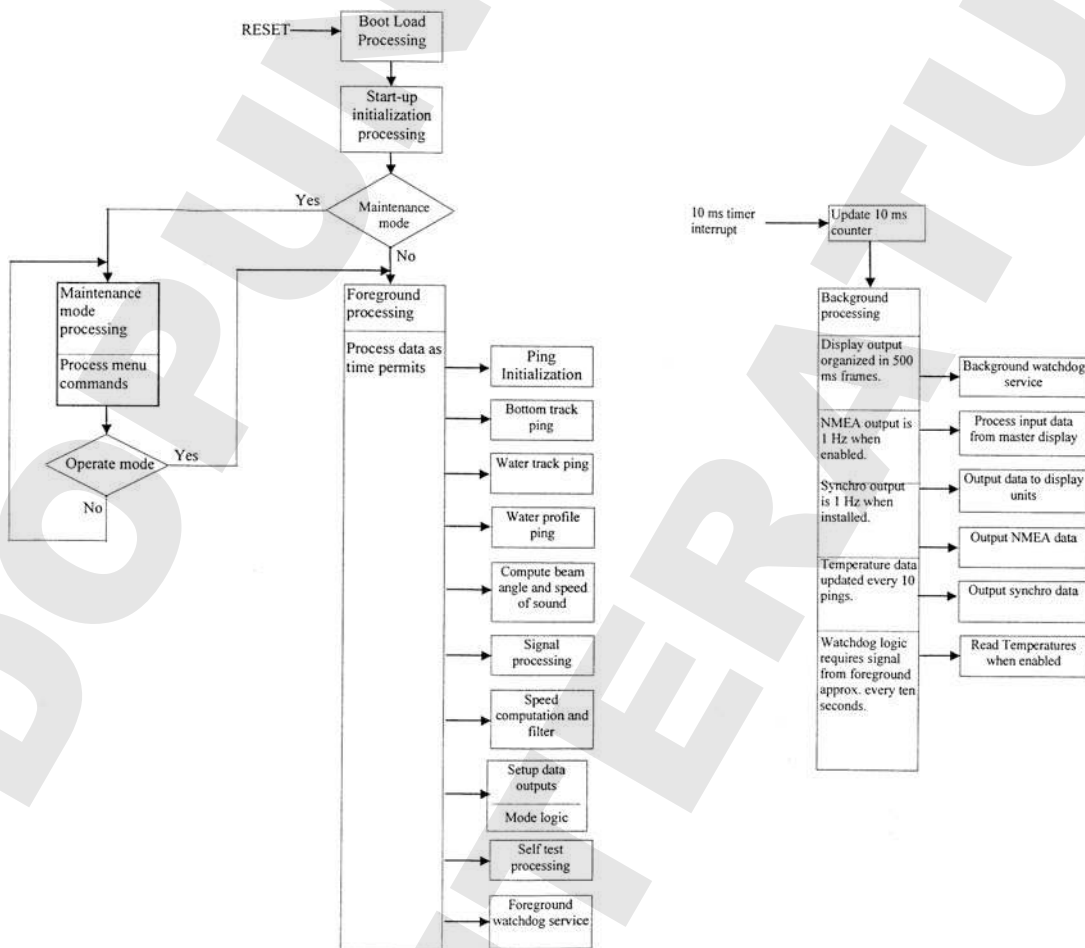 RESET
Boot Load
Processing
Start-up
initialization
processing
Yes
Maintenance
mode
No
Maintenance
mode
processing
Process menu
commands
Operate mode
Yes
No
Foreground
processing
Process data as
time permits
Ping
Initialization
Bottom track
ping
Water track ping
Water profile
ping
Compute beam
angle and speed
of sound
Signal
processing
Speed
computation and
filter
Setup data
outputs
Mode logic
Self test
processing
Foreground
watchdog service
10 ms timer
interrupt
Update 10 ms
counter
Background
processing
Display output
organized in 500
ms frames.
NMEA output is
1 Hz when
enabled.
Synchro output
is 1 Hz when
installed.
Temperature data
updated every 10
pings.
Watchdog logic
requires signal
from foreground
approx. every ten
seconds.
Background watchdog
service
Process input data
from master display
Output data to display
units
Output NMEA data
Output synchro data
Read Temperatures
when enabled